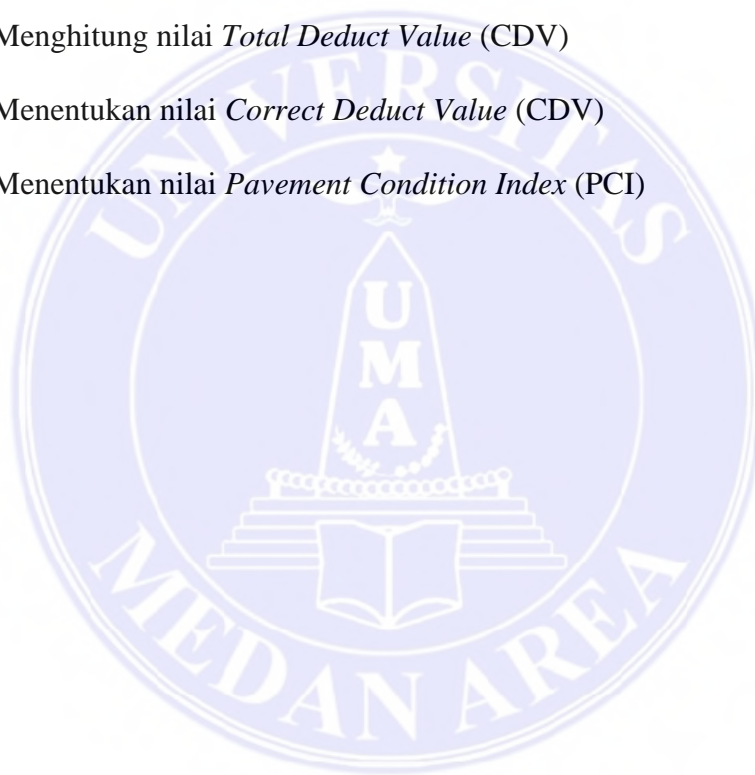 Menghitung nilai Total Deduct Value (CDV)
Menentukan nilai Correct Deduct Value (CDV)
Menentukan nilai Pavement Condition Index (PCI)
UNIVERSITAS
U
M
A
MEDAN AREA